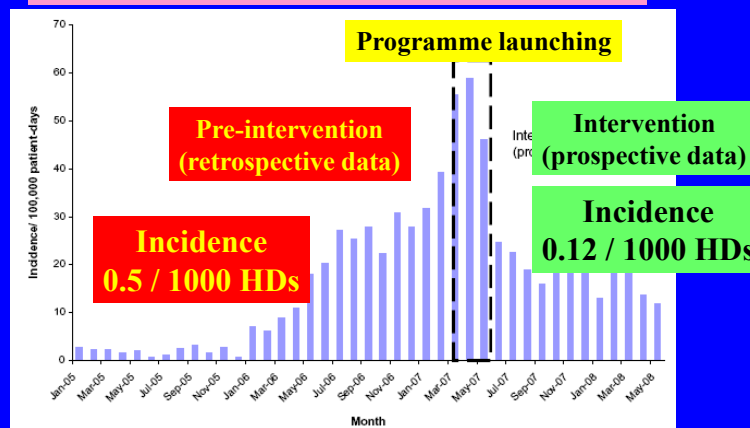 Programme launching
70
60
50
40
30
20
10
0
Incidence/ 100,000 patient-days
Pre-intervention
(retrospective data)
Incidence
0.5 / 1000 HDs
Intervention
(prospective data)
Incidence
0.12 / 1000 HDs
Jan-05
Mar-05
May-05
Jul-05
Sep-05
Nov-05
Jan-06
Mar-06
May-06
Jul-06
Sep-06
Nov-06
Jan-07
Mar-07
May-07
Jul-07
Sep-07
Nov-07
Jan-08
Mar-08
May-08
Month